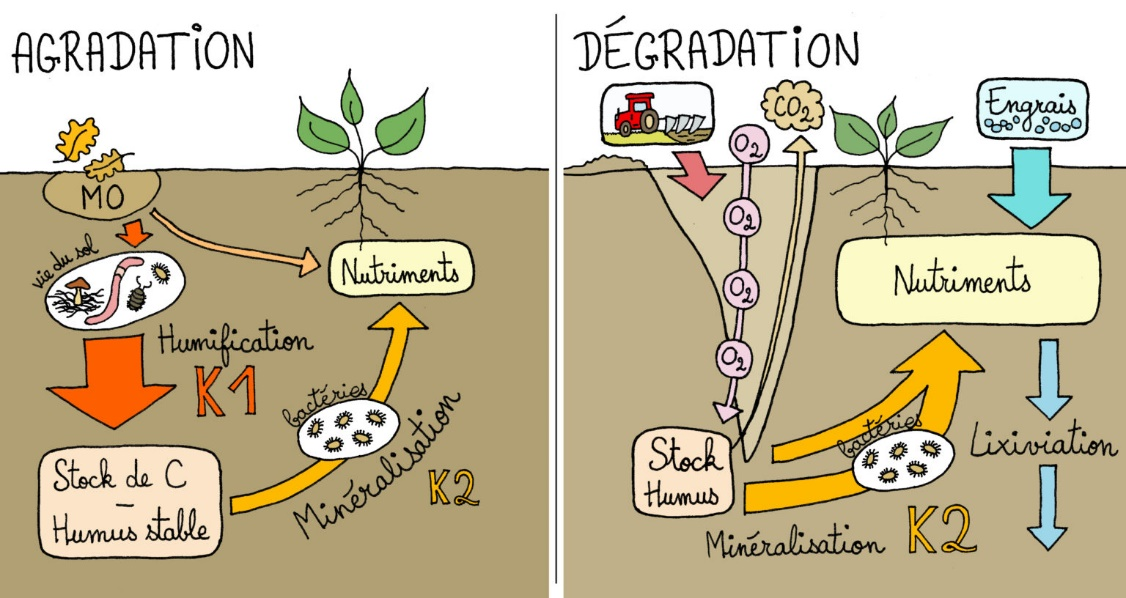 AGRADATION
MO
vie du sol
Nutriments
Humification
K1
bactéries
Minéralisation
K2
Stock de C
-
Humus stable
DÉGRADATION
CO2
Engrais
O2
O2
O2
O2
Nutriments
bactéries
Lixiviation
Stock
Humus
Minéralisation
K2